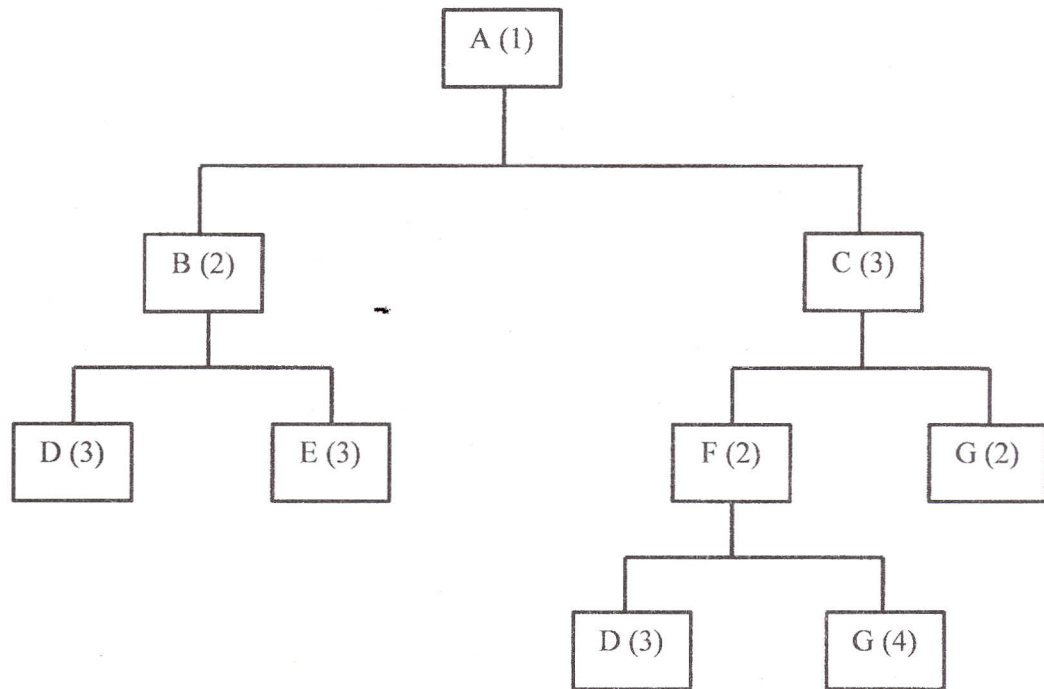 A (1)
B (2)
C (3)
D (3)
E (3)
F (2)
G (2)
D (3)
G (4)